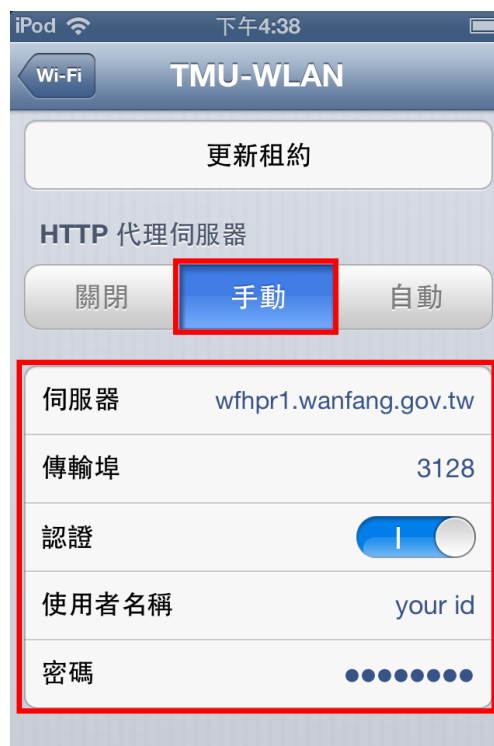 iPod 下午4:38
Wi-Fi TMU-WLAN
更新租約
HTTP 代理伺服器
關閉 手動 自動
伺服器 wfhpr1.wanfang.gov.tw
傳輸埠 3128
認證
使用者名稱 your id
密碼 ●●●●●●●●